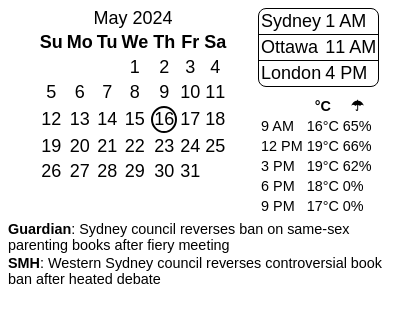 May 2024
Su Mo Tu We Th Fr Sa
1 2 3 4
5 6 7 8 9 10 11
12 13 14 15 16 17 18
19 20 21 22 23 24 25
26 27 28 29 30 31
Sydney 1 AM
Ottawa 11 AM
London 4 PM
°C ☂
9 AM 16°C 65%
12 PM 19°C 66%
3 PM 19°C 62%
6 PM 18°C 0%
9 PM 17°C 0%
Guardian: Sydney council reverses ban on same-sex
parenting books after fiery meeting
SMH: Western Sydney council reverses controversial book
ban after heated debate